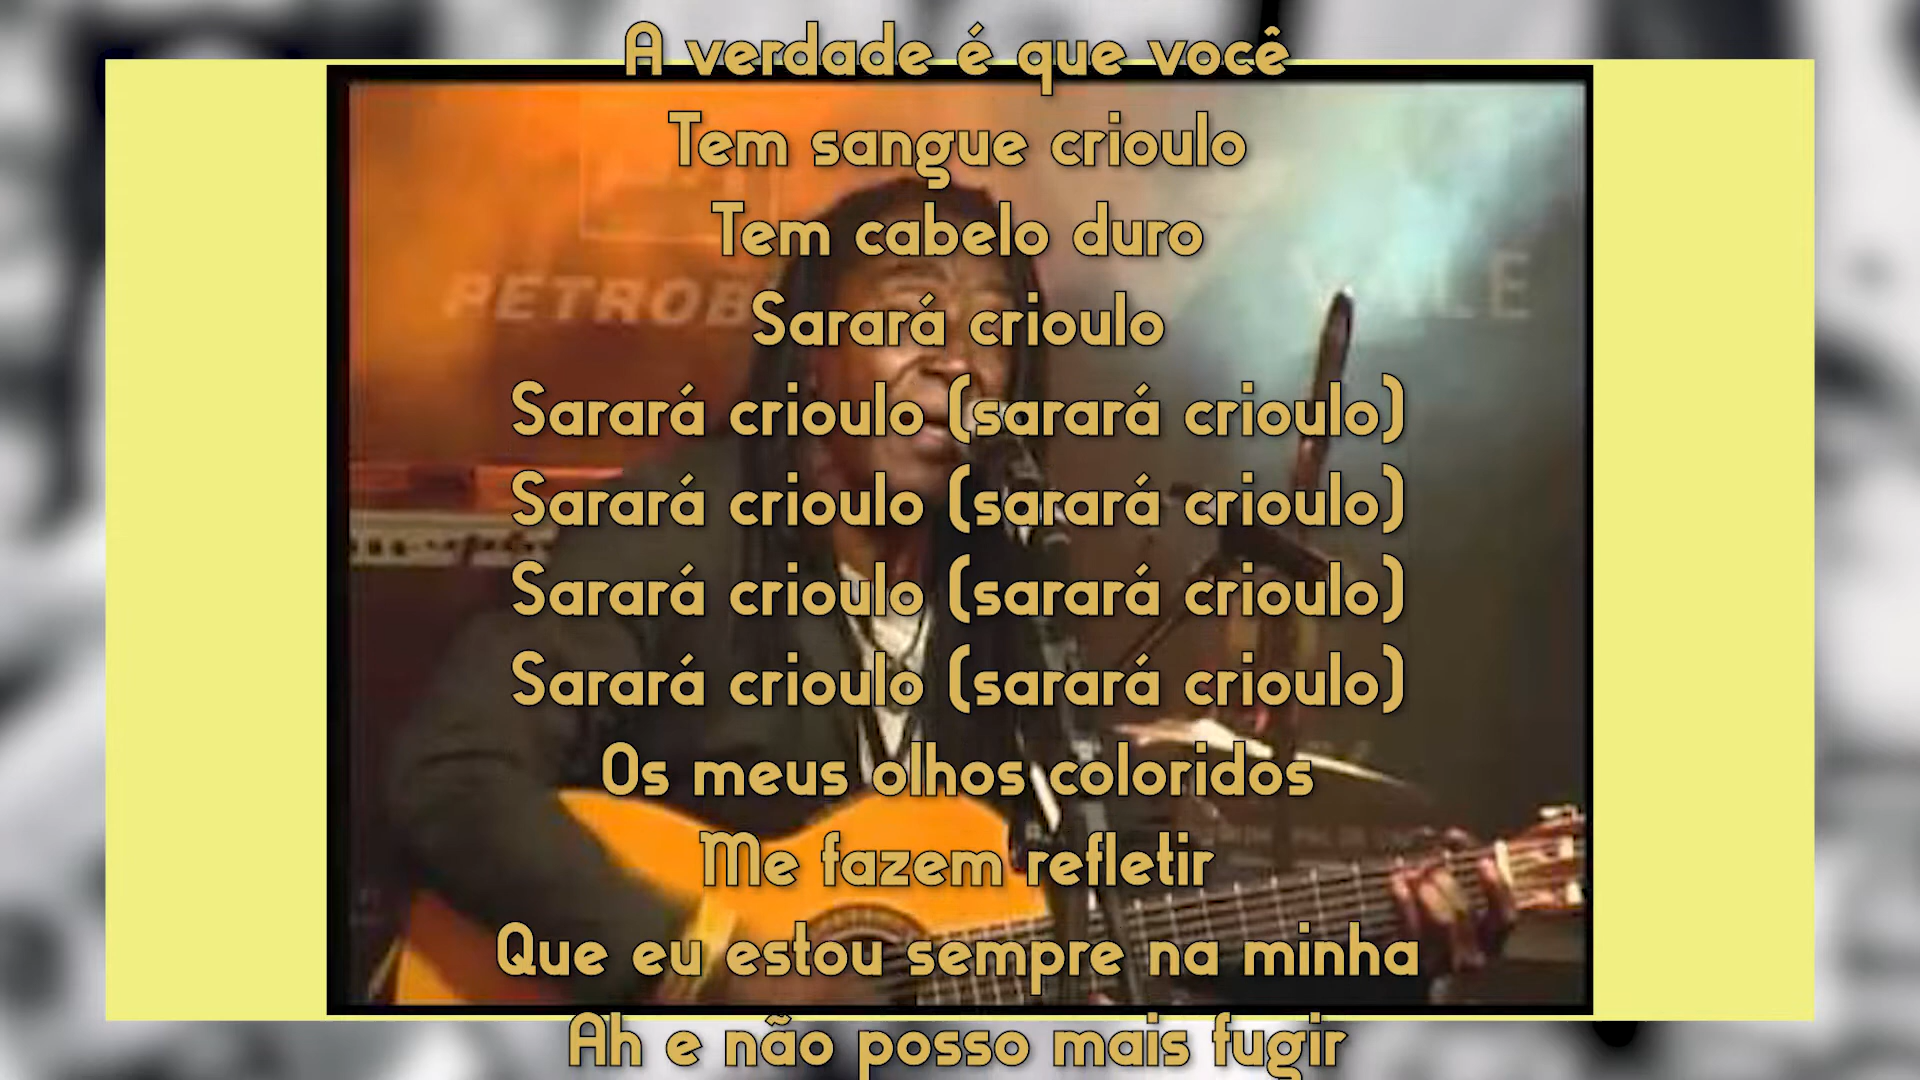 A verdade é que você
Tem sangue crioulo
Tem cabelo duro
Sarará crioulo
Sarará crioulo (sarará crioulo)
Sarará crioulo (sarará crioulo)
Sarará crioulo (sarará crioulo)
Sarará crioulo (sarará crioulo)
Os meus olhos coloridos
Me fazem refletir
Que eu estou sempre na minha
Ah e não posso mais fugir
PETROB